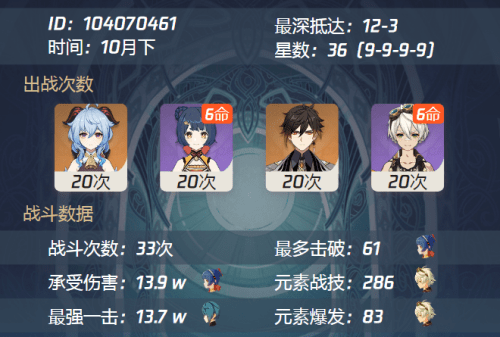 ID：104070461
最深抵达：12-3
时间：10月下
星数：36（9-9-9-9）
出战次数
6命
6命
20次
20次
20次
20次
战斗数据
战斗次数：33次
最多击破：61
承受伤害：13.9 w
元素战技：286
最强一击：13.7 w
元素爆发：83